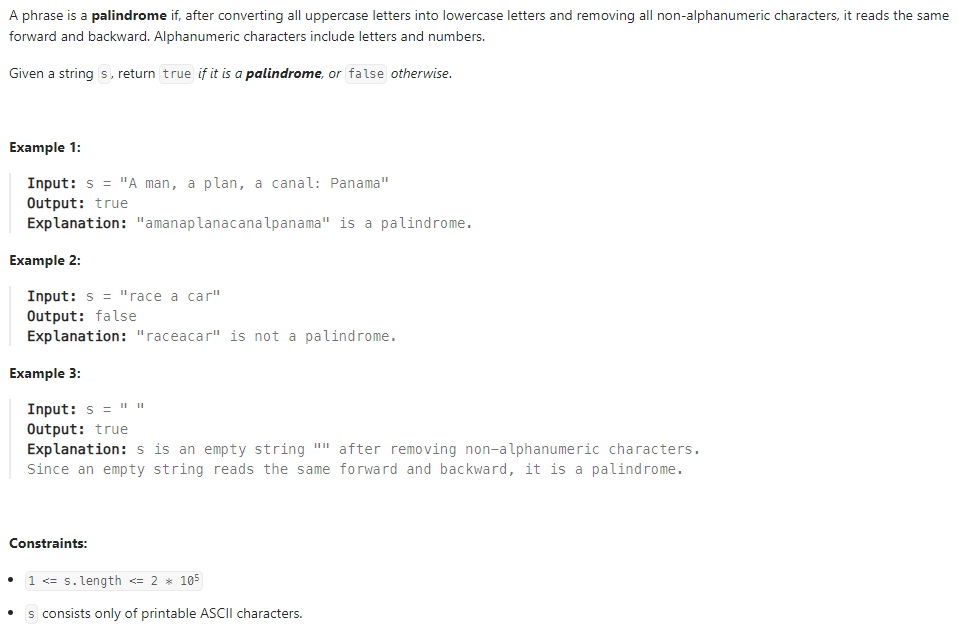 A phrase is a palindrome if, after converting all uppercase letters into lowercase letters and removing all non-alphanumeric characters, it reads the same
forward and backward. Alphanumeric characters include letters and numbers.
Given a string s, return true if it is a palindrome, or false otherwise.
Example 1:
Input: s = "A man, a plan, a canal: Panama"
Output: true
Explanation: "amanaplanacanalpanama" is a palindrome.
Example 2:
Input: s = "race a car"
Output: false
Explanation: "raceacar" is not a palindrome.
Example 3:
Input: s = " "
Output: true
Explanation: s is an empty string "" after removing non-alphanumeric characters.
Since an empty string reads the same forward and backward, it is a palindrome.
Constraints:
• 1 <= s.length <= 2 * 10⁵
• s consists only of printable ASCII characters.